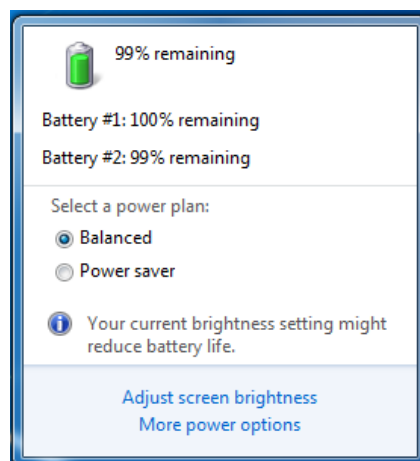 99% remaining
Battery #1: 100% remaining
Battery #2: 99% remaining
Select a power plan:
Balanced
Power saver
Your current brightness setting might
reduce battery life.
Adjust screen brightness
More power options